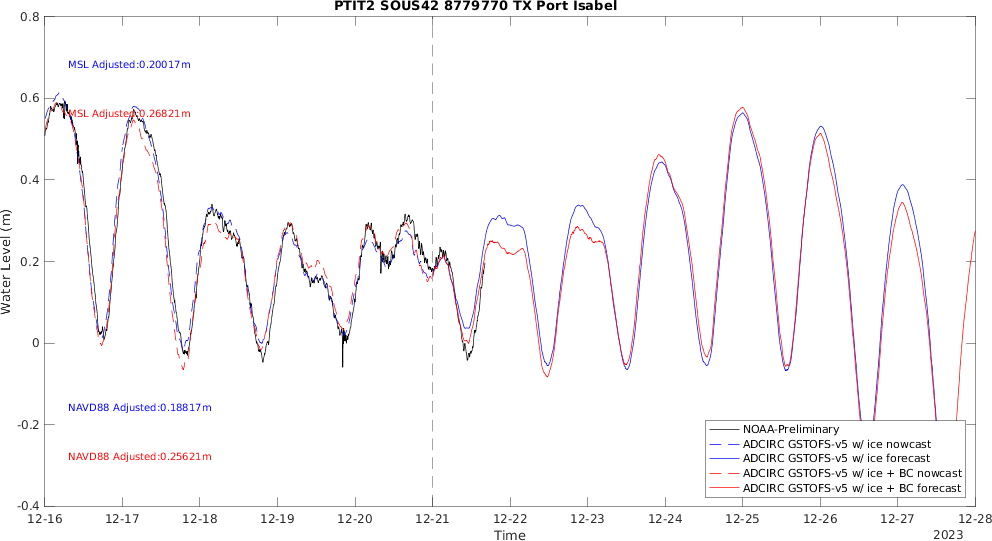 PTIT2 SOUS42 8779770 TX Port Isabel
0.8
0.6
0.4
0.2
0
-0.2
-0.4
Water Level (m)
MSL Adjusted:0.20017m
MSL Adjusted:0.26821m
NAVD88 Adjusted:0.18817m
NAVD88 Adjusted:0.25621m
NOAA-Preliminary
ADCIRC GSTOFS-v5 w/ ice nowcast
ADCIRC GSTOFS-v5 w/ ice forecast
ADCIRC GSTOFS-v5 w/ ice + BC nowcast
ADCIRC GSTOFS-v5 w/ ice + BC forecast
12-16 12-17 12-18 12-19 12-20 12-21 12-22 12-23 12-24 12-25 12-26 12-27 12-28
Time
2023